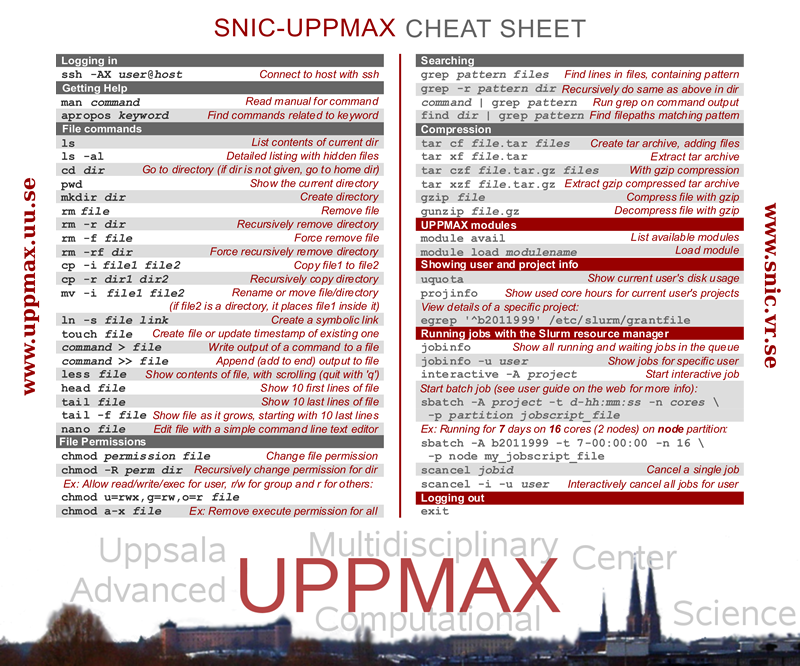 SNIC-UPPMAX CHEAT SHEET
www.uppmax.uu.se
Logging in
ssh -AX user@host Connect to host with ssh
Getting Help
man command Read manual for command
apropos keyword Find commands related to keyword
File commands
ls List contents of current dir
ls -al Detailed listing with hidden files
cd dir Go to directory (if dir is not given, go to home dir)
pwd Show the current directory
mkdir dir Create directory
rm file Remove file
rm -r dir Recursively remove directory
rm -f file Force remove file
rm -rf dir Force recursively remove directory
cp -i file1 file2 Copy file1 to file2
cp -r dir1 dir2 Recursively copy directory
mv -i file1 file2 Rename or move file/directory
(if file2 is a directory, it places file1 inside it)
ln -s file link Create a symbolic link
touch file Create file or update timestamp of existing one
command > file Write output of a command to a file
command >> file Append (add to end) output to file
less file Show contents of file, with scrolling (quit with 'q')
head file Show 10 first lines of file
tail file Show 10 last lines of file
tail -f file Show file as it grows, starting with 10 last lines
nano file Edit file with a simple command line text editor
File Permissions
chmod permission file Change file permission
chmod -R perm dir Recursively change permission for dir
Ex: Allow read/write/exec for user, r/w for group and r for others:
chmod u=rwx,g=rw,o=r file
chmod a-x file Ex: Remove execute permission for all
Searching
grep pattern files Find lines in files, containing pattern
grep -r pattern dir Recursively do same as above in dir
command | grep pattern Run grep on command output
find dir | grep pattern Find filepaths matching pattern
Compression
tar cf file.tar files Create tar archive, adding files
tar xf file.tar Extract tar archive
tar czf file.tar.gz files With gzip compression
tar xzf file.tar.gz Extract gzip compressed tar archive
gzip file Compress file with gzip
gunzip file.gz Decompress file with gzip
UPPMAX modules
module avail List available modules
module load modulename Load module
Showing user and project info
uquota Show current user's disk usage
projinfo Show used core hours for current user's projects
View details of a specific project:
egrep '^b2011999' /etc/slurm/grantfile
Running jobs with the Slurm resource manager
jobinfo Show all running and waiting jobs in the queue
jobinfo -u user Show jobs for specific user
interactive -A project Start interactive job
Start batch job (see user guide on the web for more info):
sbatch -A project -t d-hh:mm:ss -n cores \
-p partition jobscript_file
Ex: Running for 7 days on 16 cores (2 nodes) on node partition:
sbatch -A b2011999 -t 7-00:00:00 -n 16 \
-p node my_jobscript_file
scancel jobid Cancel a single job
scancel -i -u user Interactively cancel all jobs for user
Logging out
exit
www.snic.vr.se
Uppsala Multidisciplinary Center
Advanced UPPMAX
Computational Science